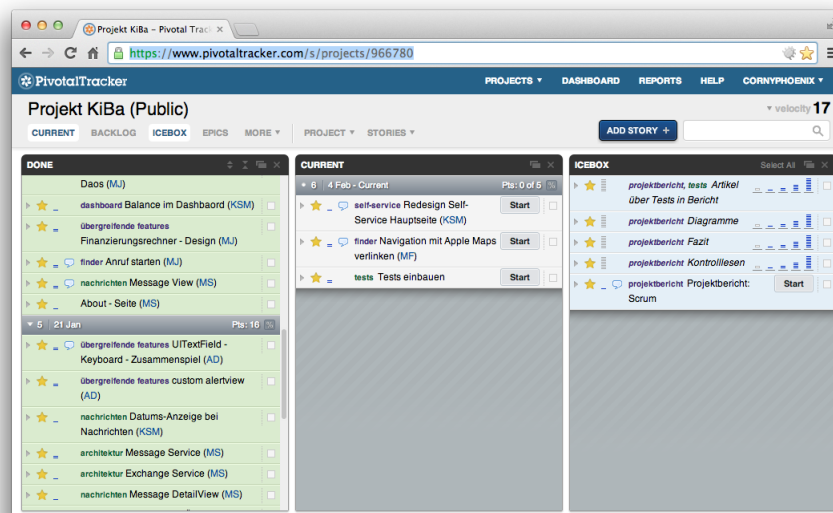 Projekt KiBa – Pivotal Trac
https://www.pivotaltracker.com/s/projects/966780
PivotalTracker
PROJECTS DASHBOARD REPORTS HELP CORNYPHOENIX
Projekt KiBa (Public)
velocity 17
CURRENT BACKLOG ICEBOX EPICS MORE PROJECT STORIES
ADD STORY +
DONE
Daos (MJ)
dashboard Balance im Dashbaord (KSM)
übergreifende features
Finanzierungsrechner - Design (MJ)
finder Anruf starten (MJ)
nachrichten Message View (MS)
About - Seite (MS)
5 21 Jan Pts: 16 %
übergreifende features UITextField -
Keyboard - Zusammenspiel (AD)
übergreifende features custom alertview
(AD)
nachrichten Datums-Anzeige bei
Nachrichten (KSM)
architektur Message Service (MS)
architektur Exchange Service (MS)
nachrichten Message DetailView (MS)
CURRENT
6 4 Feb - Current Pts: 0 of 5 %
self-service Redesign Self-
Service Hauptseite (KSM)
Start
finder Navigation mit Apple Maps
verlinken (MF)
Start
tests Tests einbauen
Start
ICEBOX Select All
projektbericht, tests Artikel
über Tests in Bericht
projektbericht Diagramme
projektbericht Fazit
projektbericht Kontrolllesen
projektbericht Projektbericht:
Scrum
Start